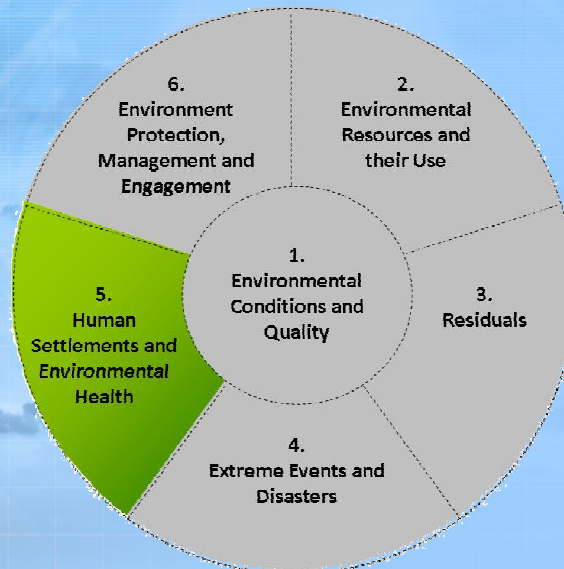 1.
Environmental
Conditions and
Quality
2.
Environmental
Resources and
their Use
3.
Residuals
4.
Extreme Events and
Disasters
5.
Human
Settlements and
Environmental
Health
6.
Environment
Protection,
Management and
Engagement